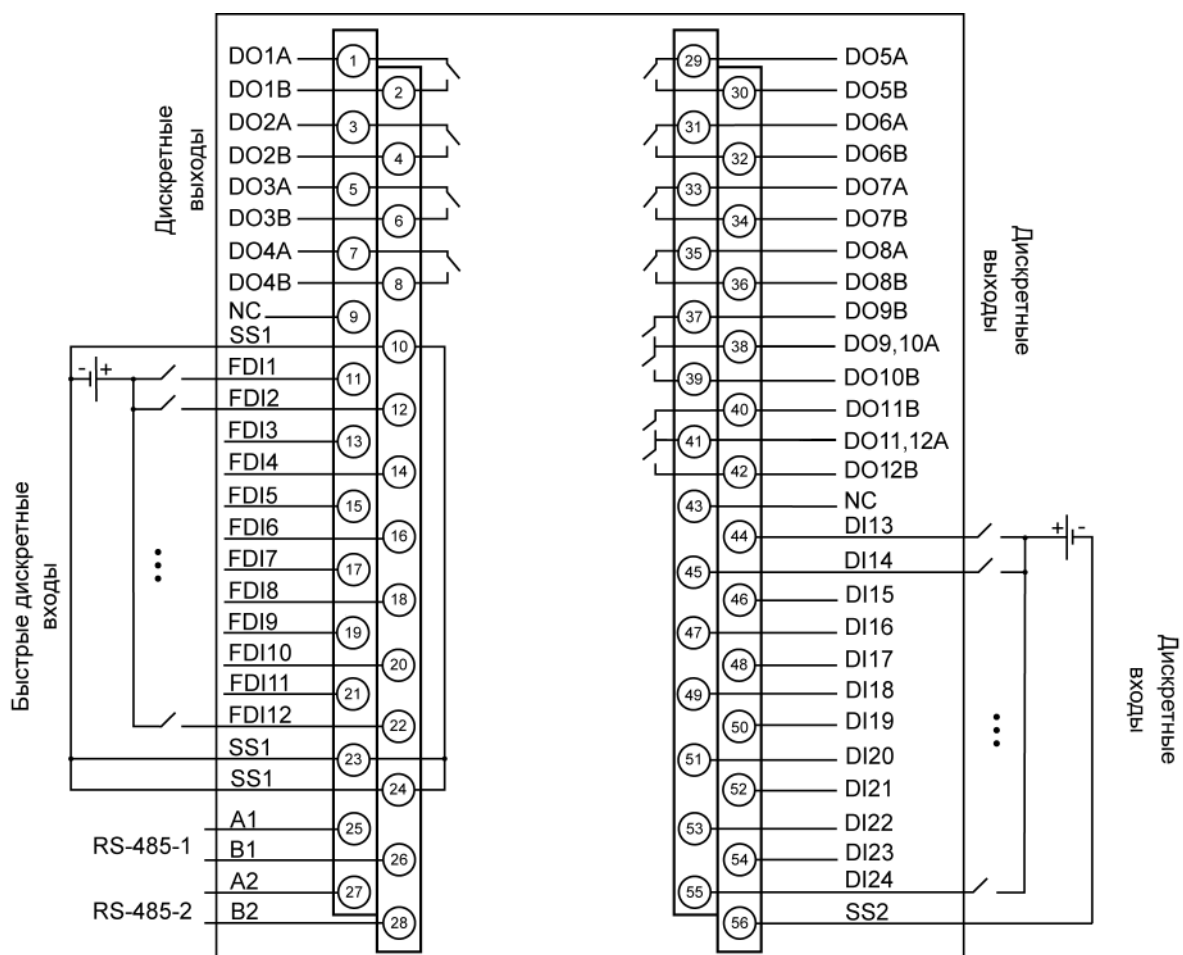 DO1A 1
DO1B 2
DO2A 3
DO2B 4
DO3A 5
DO3B 6
DO4A 7
DO4B 8
NC 9
SS1 10
FDI1 11
FDI2 12
FDI3 13
FDI4 14
FDI5 15
FDI6 16
FDI7 17
FDI8 18
FDI9 19
FDI10 20
FDI11 21
FDI12 22
SS1 23
SS1 24
A1 25
B1 26
A2 27
B2 28
Дискретные
выходы
- +
Быстрые дискретные
входы
RS-485-1
RS-485-2
29 DO5A
30 DO5B
31 DO6A
32 DO6B
33 DO7A
34 DO7B
35 DO8A
36 DO8B
37 DO9B
38 DO9,10A
39 DO10B
40 DO11B
41 DO11,12A
42 DO12B
43 NC
44 DI13
45 DI14
46 DI15
47 DI16
48 DI17
49 DI18
50 DI19
51 DI20
52 DI21
53 DI22
54 DI23
55 DI24
56 SS2
Дискретные
выходы
+ -
Дискретные
входы